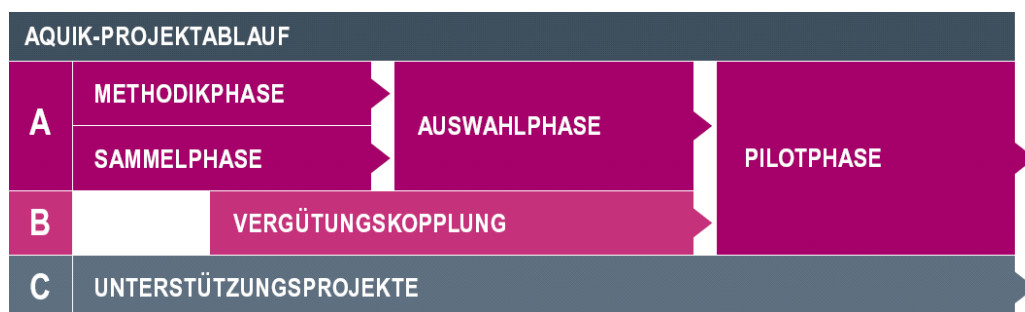 AQUIK-PROJEKTABLAUF
A
METHODIKPHASE
SAMMELPHASE
AUSWAHLPHASE
PILOTPHASE
B
VERGÜTUNGSKOPPLUNG
C
UNTERSTÜTZUNGSPROJEKTE